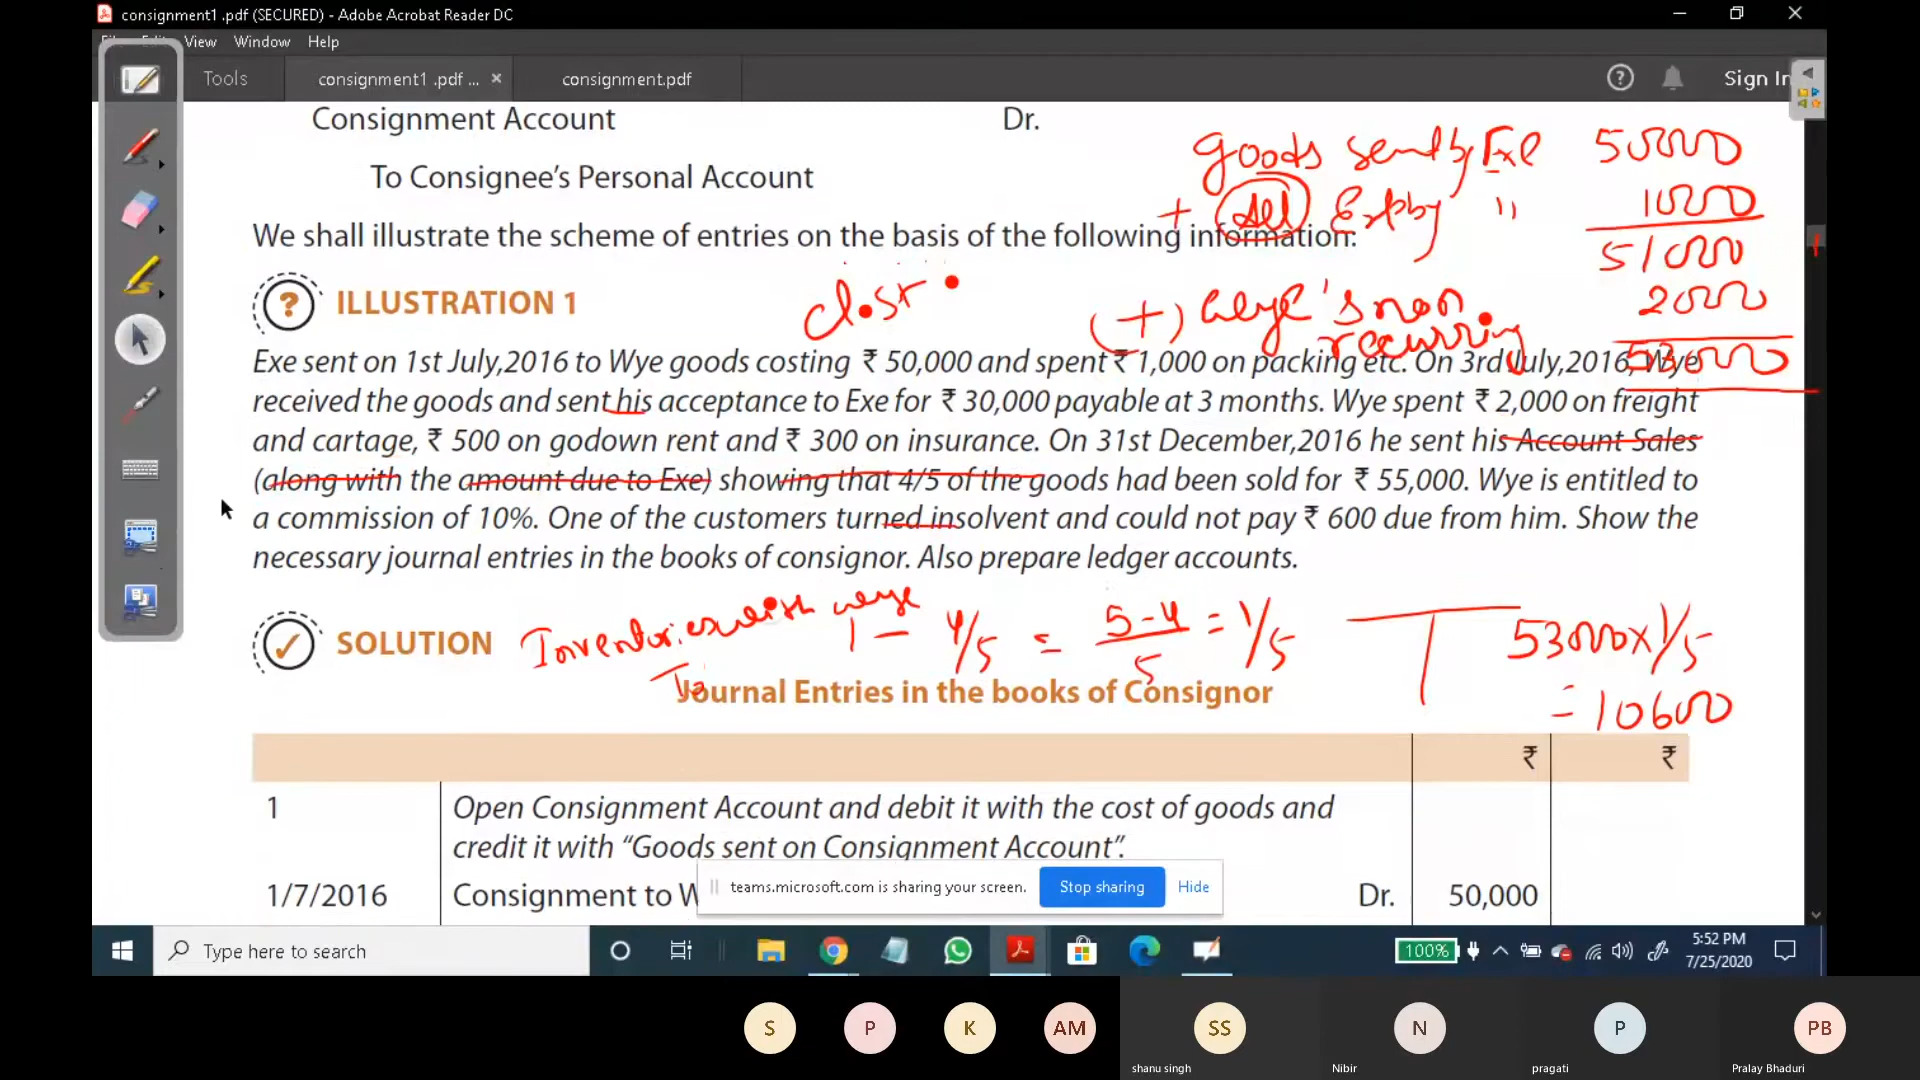 consignment1 .pdf (SECURED) - Adobe Acrobat Reader DC
View Window Help
Tools consignment1 .pdf ... × consignment.pdf Sign In
Consignment Account Dr.
To Consignee's Personal Account
We shall illustrate the scheme of entries on the basis of the following information:
goods sent by Exe 50000
+ all Exp by " 1000
51000
clost
(+) wye's non recurring 2000
53000
? ILLUSTRATION 1
Exe sent on 1st July,2016 to Wye goods costing ₹ 50,000 and spent ₹ 1,000 on packing etc. On 3rd July,2016, Wye
received the goods and sent his acceptance to Exe for ₹ 30,000 payable at 3 months. Wye spent ₹ 2,000 on freight
and cartage, ₹ 500 on godown rent and ₹ 300 on insurance. On 31st December,2016 he sent his Account Sales
(along with the amount due to Exe) showing that 4/5 of the goods had been sold for ₹ 55,000. Wye is entitled to
a commission of 10%. One of the customers turned insolvent and could not pay ₹ 600 due from him. Show the
necessary journal entries in the books of consignor. Also prepare ledger accounts.
SOLUTION
Inventories with wye
1 - 4/5 = 5-4/5 = 1/5
53000 x 1/5
= 10600
Journal Entries in the books of Consignor
₹ ₹
1 Open Consignment Account and debit it with the cost of goods and
credit it with "Goods sent on Consignment Account".
1/7/2016 Consignment to W Dr. 50,000
teams.microsoft.com is sharing your screen. Stop sharing Hide
Type here to search
100%
5:52 PM
7/25/2020
S P K AM SS N P PB
shanu singh Nibir pragati Pralay Bhaduri